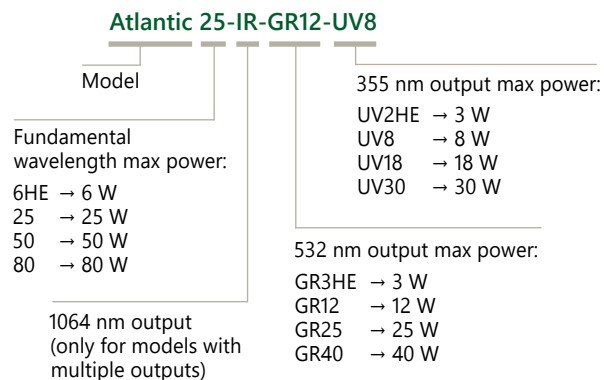 Atlantic 25-IR-GR12-UV8
Model
355 nm output max power:
UV2HE → 3 W
UV8 → 8 W
UV18 → 18 W
UV30 → 30 W
Fundamental
wavelength max power:
6HE → 6 W
25 → 25 W
50 → 50 W
80 → 80 W
532 nm output max power:
GR3HE → 3 W
GR12 → 12 W
GR25 → 25 W
GR40 → 40 W
1064 nm output
(only for models with
multiple outputs)